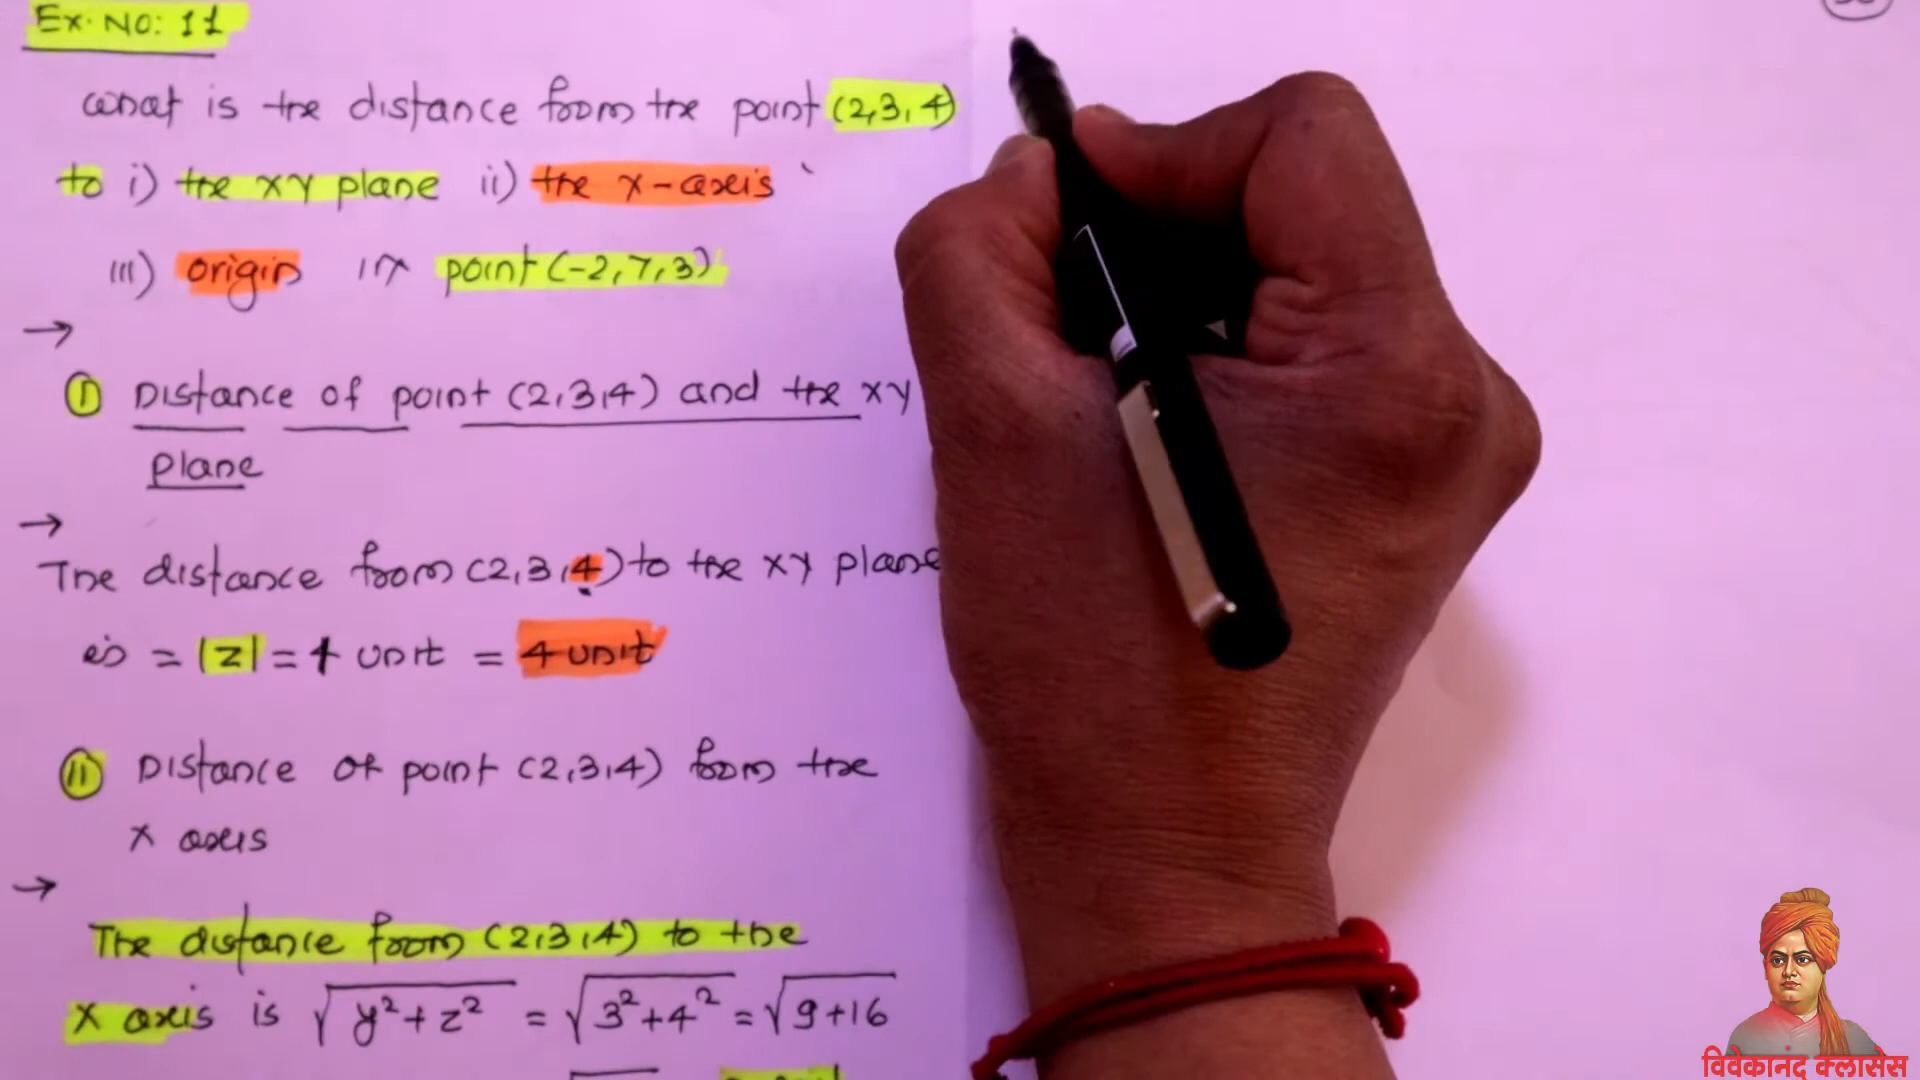 Ex. No: 11
what is the distance from the point (2,3,4)
to i) the xy plane ii) the x-axis
iii) origin iv) point (-2,7,3)
→
① Distance of point (2,3,4) and the xy
plane
→
The distance from (2,3,4) to the xy plane
is = |z| = 4 unit = 4 unit
ⅱ Distance of point (2,3,4) from the
x axis
→
The distance from (2,3,4) to the
x axis is √y²+z² = √3²+4² = √9+16
विवेकानंद क्लासेस